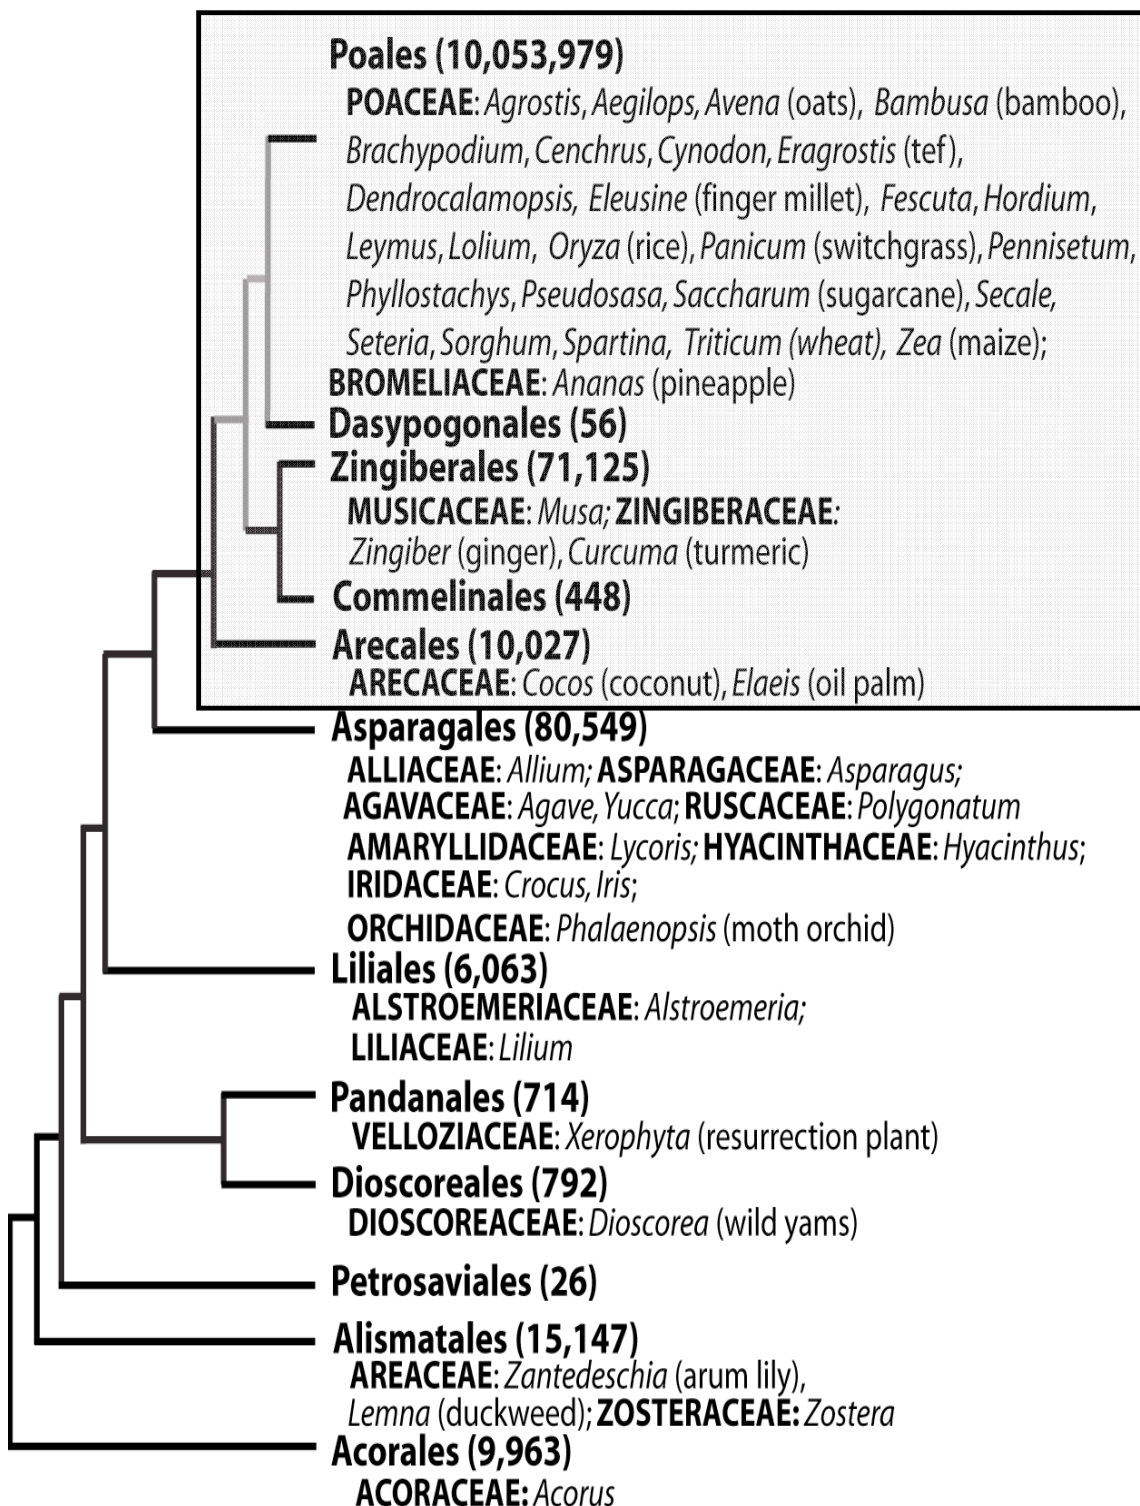 Poales (10,053,979)
POACEAE: Agrostis, Aegilops, Avena (oats), Bambusa (bamboo),
Brachypodium, Cenchrus, Cynodon, Eragrostis (tef),
Dendrocalamopsis, Eleusine (finger millet), Fescuta, Hordium,
Leymus, Lolium, Oryza (rice), Panicum (switchgrass), Pennisetum,
Phyllostachys, Pseudosasa, Saccharum (sugarcane), Secale,
Seteria, Sorghum, Spartina, Triticum (wheat), Zea (maize);
BROMELIACEAE: Ananas (pineapple)
Dasypogonales (56)
Zingiberales (71,125)
MUSICACEAE: Musa; ZINGIBERACEAE:
Zingiber (ginger), Curcuma (turmeric)
Commelinales (448)
Arecales (10,027)
ARECACEAE: Cocos (coconut), Elaeis (oil palm)
Asparagales (80,549)
ALLIACEAE: Allium; ASPARAGACEAE: Asparagus;
AGAVACEAE: Agave, Yucca; RUSCACEAE: Polygonatum
AMARYLLIDACEAE: Lycoris; HYACINTHACEAE: Hyacinthus;
IRIDACEAE: Crocus, Iris;
ORCHIDACEAE: Phalaenopsis (moth orchid)
Liliales (6,063)
ALSTROEMERIACEAE: Alstroemeria;
LILIACEAE: Lilium
Pandanales (714)
VELLOZIACEAE: Xerophyta (resurrection plant)
Dioscoreales (792)
DIOSCOREACEAE: Dioscorea (wild yams)
Petrosaviales (26)
Alismatales (15,147)
AREACEAE: Zantedeschia (arum lily),
Lemna (duckweed); ZOSTERACEAE: Zostera
Acorales (9,963)
ACORACEAE: Acorus